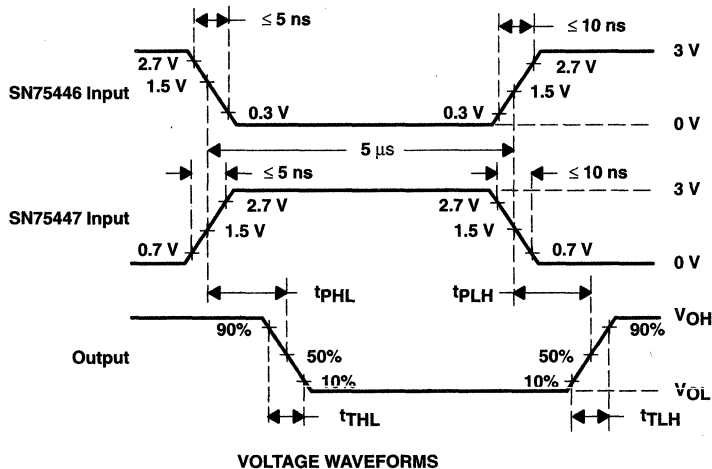 ≤ 5 ns
≤ 10 ns
3 V
2.7 V
2.7 V
SN75446 Input
1.5 V
1.5 V
0.3 V
0.3 V
0 V
5 μs
≤ 5 ns
≤ 10 ns
3 V
2.7 V
2.7 V
SN75447 Input
1.5 V
1.5 V
0.7 V
0.7 V
0 V
tPHL
tPLH
VOH
90%
90%
Output
50%
50%
10%
10%
VOL
tTHL
tTLH
VOLTAGE WAVEFORMS